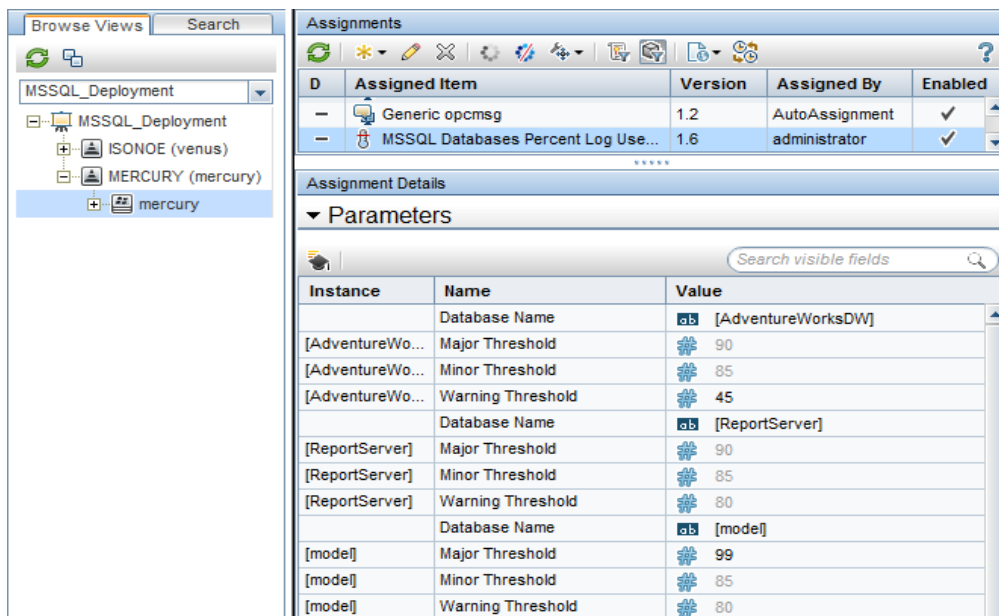 Browse Views Search
MSSQL_Deployment
MSSQL_Deployment
ISONOE (venus)
MERCURY (mercury)
mercury
Assignments
?
D Assigned Item Version Assigned By Enabled
Generic opcmsg 1.2 AutoAssignment
MSSQL Databases Percent Log Use... 1.6 administrator
Assignment Details
Parameters
Search visible fields
Instance Name Value
Database Name ab [AdventureWorksDW]
[AdventureWo... Major Threshold 90
[AdventureWo... Minor Threshold 85
[AdventureWo... Warning Threshold 45
Database Name ab [ReportServer]
[ReportServer] Major Threshold 90
[ReportServer] Minor Threshold 85
[ReportServer] Warning Threshold 80
Database Name ab [model]
[model] Major Threshold 99
[model] Minor Threshold 85
[model] Warning Threshold 80